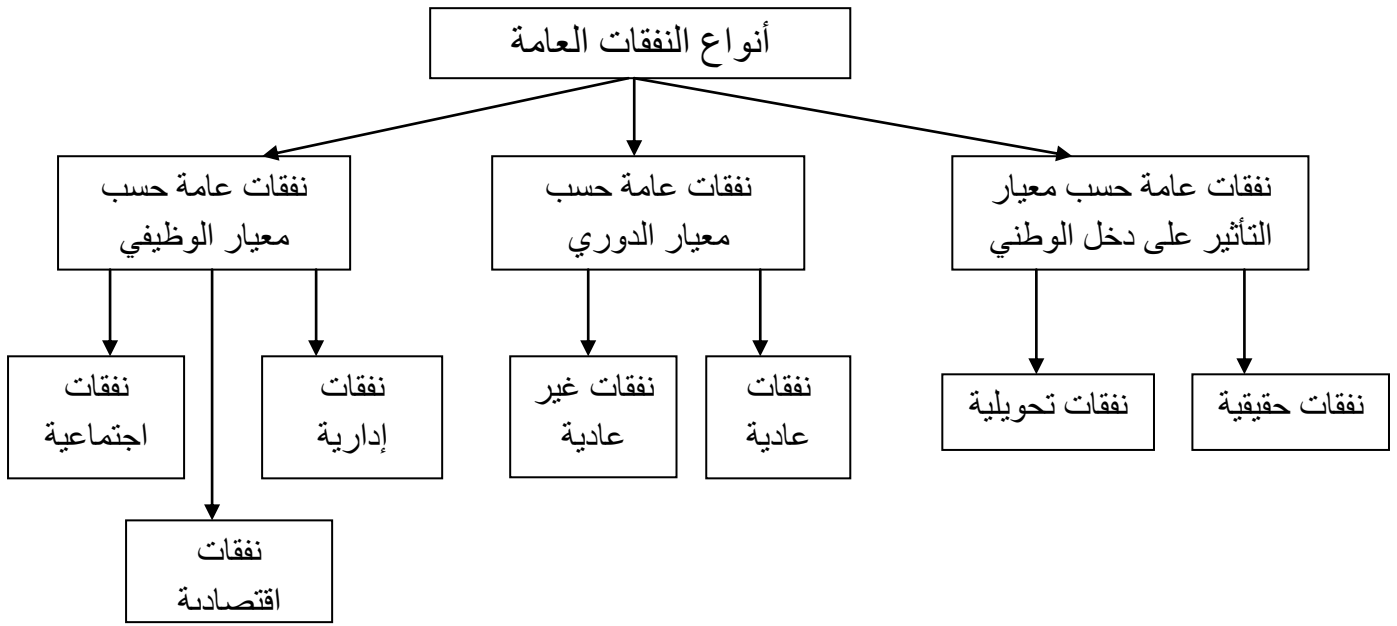 أنواع النفقات العامة
نفقات عامة حسب معيار
التأثير على دخل الوطني
نفقات عامة حسب
معيار الدوري
نفقات عامة حسب
معيار الوظيفي
نفقات حقيقية
نفقات تحويلية
نفقات
عادية
نفقات غير
عادية
نفقات
إدارية
نفقات
اجتماعية
نفقات
اقتصادية